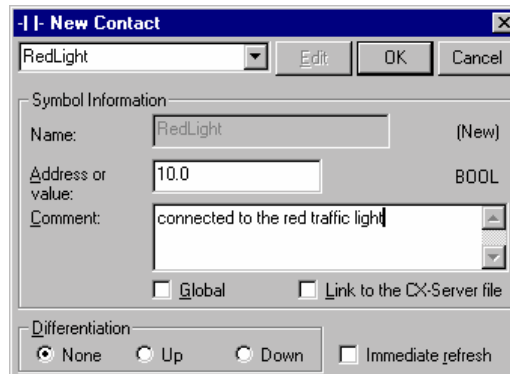 -| |- New Contact
RedLight Edit OK Cancel
Symbol Information
Name: RedLight (New)
Address or value: 10.0 BOOL
Comment: connected to the red traffic light
Global Link to the CX-Server file
Differentiation
None Up Down Immediate refresh